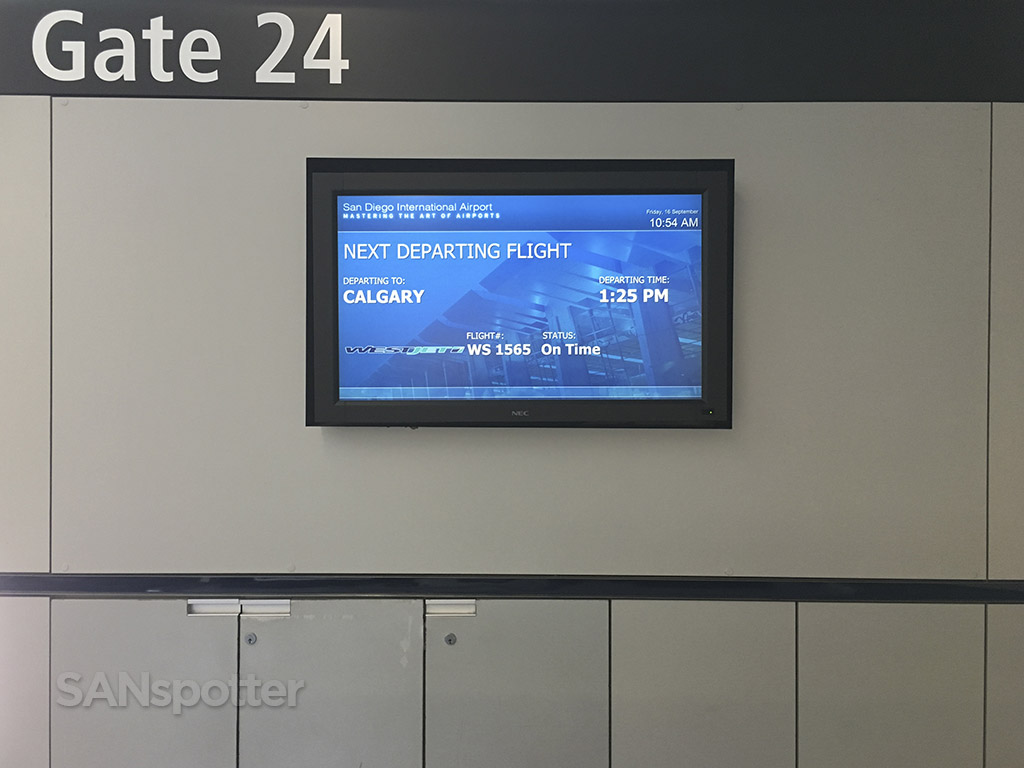 Gate 24
San Diego International Airport
MASTERING THE ART OF AIRPORTS
Friday, 16 September
10:54 AM
NEXT DEPARTING FLIGHT
DEPARTING TO:
DEPARTING TIME:
CALGARY
1:25 PM
FLIGHT#:
STATUS:
WESTJET WS 1565 On Time
NEC
SANspotter